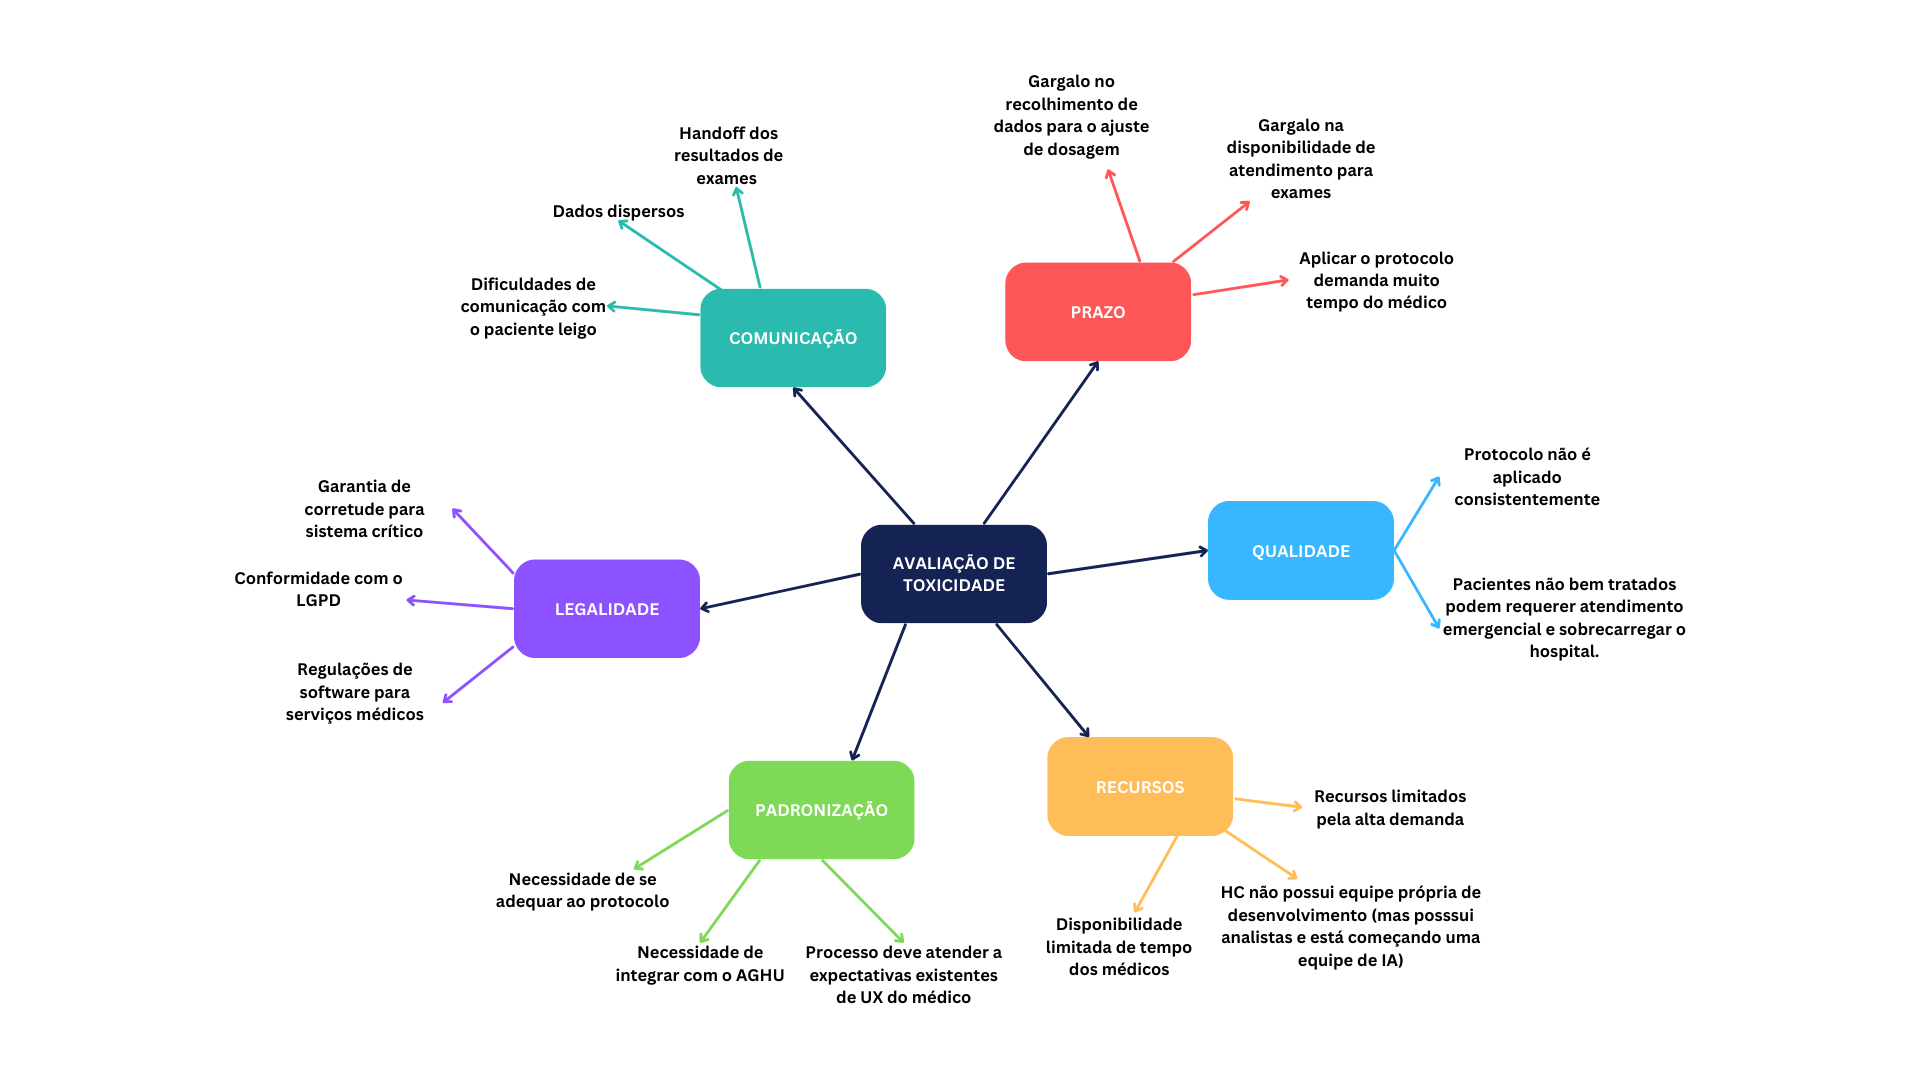 Gargalo no
recolhimento de
dados para o ajuste
de dosagem
Gargalo na
disponibilidade de
atendimento para
exames
Aplicar o protocolo
demanda muito
tempo do médico
PRAZO
Handoff dos
resultados de
exames
Dados dispersos
Dificuldades de
comunicação com
o paciente leigo
COMUNICAÇÃO
Protocolo não é
aplicado
consistentemente
QUALIDADE
Pacientes não bem tratados
podem requerer atendimento
emergencial e sobrecarregar o
hospital.
AVALIAÇÃO DE
TOXICIDADE
Garantia de
corretude para
sistema crítico
Conformidade com o
LGPD
LEGALIDADE
Regulações de
software para
serviços médicos
PADRONIZAÇÃO
Necessidade de se
adequar ao protocolo
Necessidade de
integrar com o AGHU
Processo deve atender a
expectativas existentes
de UX do médico
RECURSOS
Recursos limitados
pela alta demanda
HC não possui equipe própria de
desenvolvimento (mas posssui
analistas e está começando uma
equipe de IA)
Disponibilidade
limitada de tempo
dos médicos